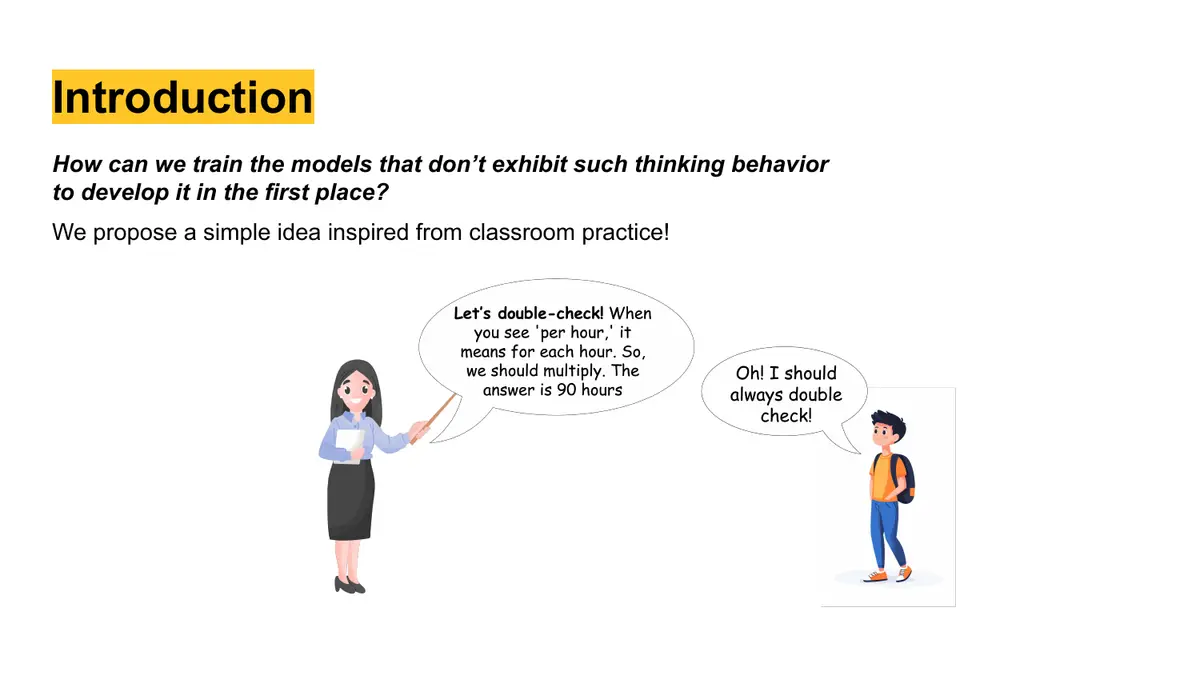 Introduction
How can we train the models that don’t exhibit such thinking behavior
to develop it in the first place?
We propose a simple idea inspired from classroom practice!
Let’s double-check! When
you see 'per hour,' it
means for each hour. So,
we should multiply. The
answer is 90 hours
Oh! I should
always double
check!